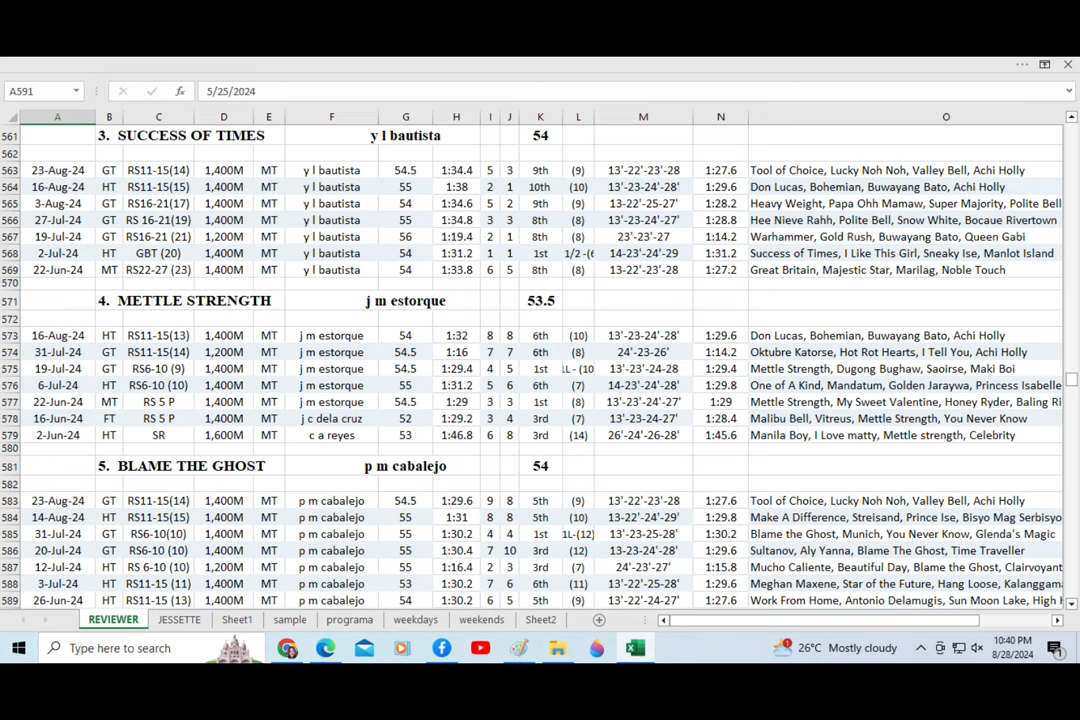 A591 5/25/2024
A B C D E F G H I J K L M N O
561 3. SUCCESS OF TIMES y l bautista 54
562
563 23-Aug-24 GT RS11-15(14) 1,400M MT y l bautista 54.5 1:34.4 5 3 9th (9) 13'-22'-23'-28 1:27.6 Tool of Choice, Lucky Noh Noh, Valley Bell, Achi Holly
564 16-Aug-24 HT RS11-15(15) 1,400M MT y l bautista 55 1:38 2 1 10th (10) 13'-23-24'-28' 1:29.6 Don Lucas, Bohemian, Buwayang Bato, Achi Holly
565 3-Aug-24 GT RS16-21(17) 1,400M MT y l bautista 54 1:34.6 5 2 9th (9) 13-22'-25-27' 1:28.2 Heavy Weight, Papa Ohh Mamaw, Super Majority, Polite Bell
566 27-Jul-24 GT RS 16-21(19) 1,400M MT y l bautista 55 1:34.8 3 3 8th (8) 13'-23'-24-27' 1:28.8 Hee Nieve Rahh, Polite Bell, Snow White, Bocaue Riverton
567 19-Jul-24 GT RS16-21 (21) 1,200M MT y l bautista 56 1:19.4 2 1 8th (8) 23'-23'-27 1:14.2 Warhammer, Gold Rush, Buwayang Bato, Queen Gabi
568 2-Jul-24 HT GBT (20) 1,400M MT y l bautista 54 1:31.2 1 1 1st 1/2 -(6 14-23'-24'-29 1:31.2 Success of Times, I Like This Girl, Sneaky Ise, Manlot Island
569 22-Jun-24 MT RS22-27 (23) 1,400M MT y l bautista 54 1:33.8 6 5 8th (8) 13-22'-23'-28 1:27.2 Great Britain, Majestic Star, Marilag, Noble Touch
570
571 4. METTLE STRENGTH j m estorque 53.5
572
573 16-Aug-24 HT RS11-15(13) 1,400M MT j m estorque 54 1:32 8 8 6th (10) 13'-23'-24'-28' 1:29.6 Don Lucas, Bohemian, Buwayang Bato, Achi Holly
574 31-Jul-24 GT RS11-15(14) 1,200M MT j m estorque 54.5 1:16 7 7 6th (8) 24'-23-26' 1:14.2 Oktubre Katorse, Hot Rot Hearts, I Tell You, Achi Holly
575 19-Jul-24 GT RS6-10 (9) 1,400M MT j m estorque 54.5 1:29.4 4 5 1st 1L - (10 13'-23'-24-28 1:29.4 Mettle Strength, Dugong Bughaw, Saoirse, Maki Boi
576 6-Jul-24 HT RS6-10 (10) 1,400M MT j m estorque 55 1:31.2 5 6 6th (7) 14-23-24'-28' 1:29.8 One of A Kind, Mandatum, Golden Jaraywa, Princess Isabelle
577 22-Jun-24 MT RS 5 P 1,400M MT j m estorque 54.5 1:29 3 3 1st (8) 13'-23'-24-27' 1:29 Mettle Strength, My Sweet Valentine, Honey Ryder, Baling Ri
578 16-Jun-24 FT RS 5 P 1,400M MT j c dela cruz 52 1:29.2 3 4 3rd (7) 13'-23-24-27' 1:28.4 Malibu Bell, Vitreus, Mettle Strength, You Never Know
579 2-Jun-24 HT SR 1,600M MT c a reyes 53 1:46.8 6 8 3rd (14) 26'-24'-26-28' 1:45.6 Manila Boy, I Love matty, Mettle strength, Celebrity
580
581 5. BLAME THE GHOST p m cabalejo 54
582
583 23-Aug-24 GT RS11-15(14) 1,400M MT p m cabalejo 54.5 1:29.6 9 8 5th (9) 13'-22'-23-28 1:27.6 Tool of Choice, Lucky Noh Noh, Valley Bell, Achi Holly
584 14-Aug-24 HT RS11-15(15) 1,400M MT p m cabalejo 55 1:31 8 8 5th (10) 13-22'-24'-29' 1:29.8 Make A Difference, Streisand, Prince Ise, Bisyo Mag Serbisyo
585 31-Jul-24 HT RS6-10(10) 1,400M MT p m cabalejo 55 1:30.2 4 4 1st 1L-(12) 13'-23'-24'-28' 1:30.2 Blame the Ghost, Munich, You Never Know, Glenda's Magic
586 20-Jul-24 GT RS6-10 (10) 1,400M MT p m cabalejo 55 1:30.4 7 10 3rd (12) 13-23-24'-28' 1:29.6 Sultanov, Aly Yanna, Blame The Ghost, Time Traveller
587 12-Jul-24 HT RS 6-10 (10) 1,200M MT p m cabalejo 55 1:16.4 2 3 3rd (7) 24'-23'-27' 1:15.8 Mucho Caliente, Beautiful Day, Blame the Ghost, Clairvoyant
588 3-Jul-24 HT RS11-15 (11) 1,400M MT p m cabalejo 53 1:30.2 7 6 6th (11) 13'-22'-25'-28 1:29.6 Meghan Maxene, Star of the Future, Hang Loose, Kalanggam
589 26-Jun-24 HT RS11-15 (13) 1,400M MT p m cabalejo 54 1:30.2 6 5 5th (9) 13'-22'-24-27' 1:27.6 Work From Home, Antonio Delamugis, Sun Moon Lake, High H
REVIEWER JESSETTE Sheet1 sample programa weekdays weekends Sheet2
Type here to search 26°C Mostly cloudy 10:40 PM
8/28/2024